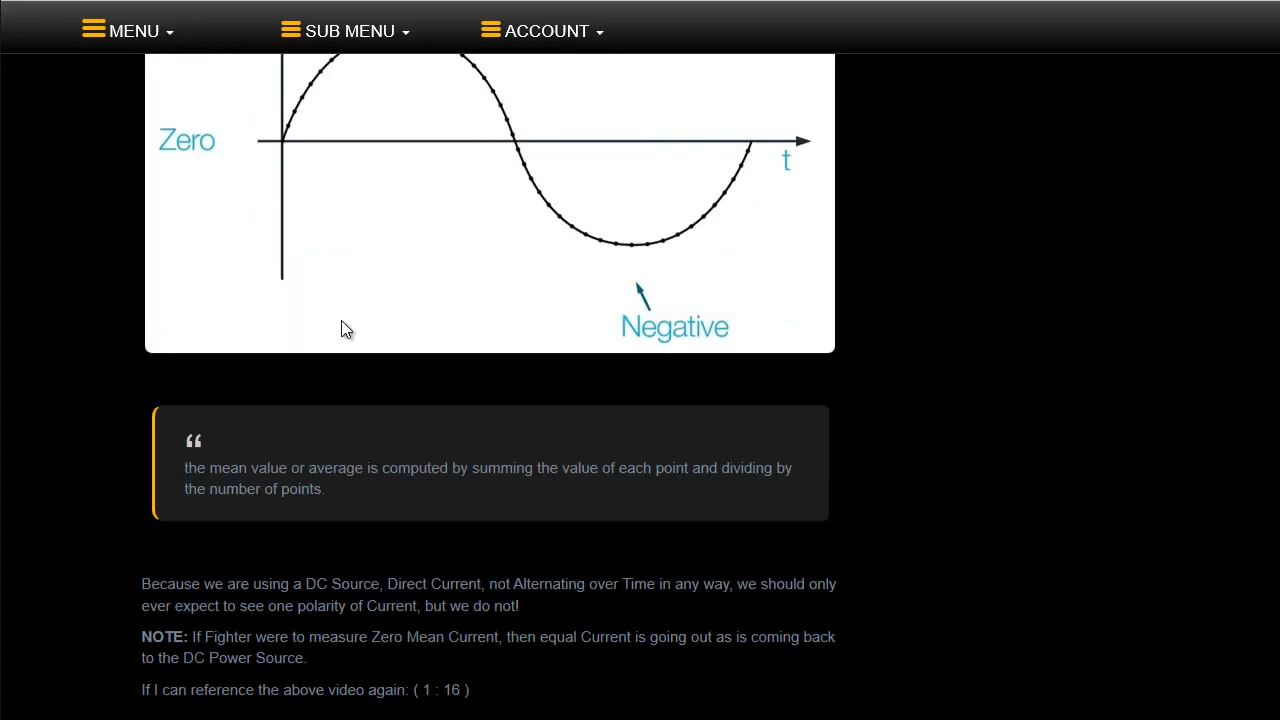 MENU
SUB MENU
ACCOUNT
Zero
t
Negative
“
the mean value or average is computed by summing the value of each point and dividing by
the number of points.
Because we are using a DC Source, Direct Current, not Alternating over Time in any way, we should only
ever expect to see one polarity of Current, but we do not!
NOTE: If Fighter were to measure Zero Mean Current, then equal Current is going out as is coming back
to the DC Power Source.
If I can reference the above video again: ( 1 : 16 )